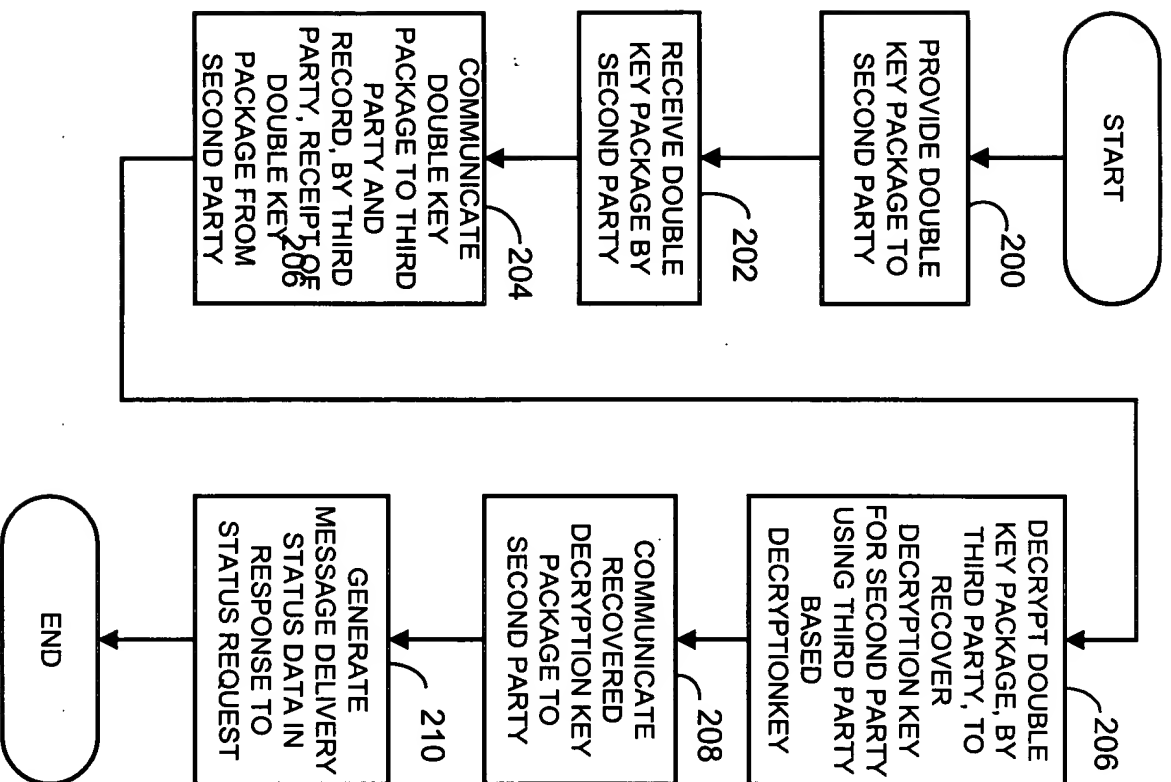 START
PROVIDE DOUBLE
KEY PACKAGE TO
SECOND PARTY
200
RECEIVE DOUBLE
KEY PACKAGE BY
SECOND PARTY
202
COMMUNICATE
DOUBLE KEY
PACKAGE TO THIRD
PARTY AND
RECORD, BY THIRD
PARTY, RECEIPT OF
DOUBLE KEY
PACKAGE FROM
SECOND PARTY
204
206
DECRYPT DOUBLE
KEY PACKAGE, BY
THIRD PARTY, TO
RECOVER
DECRYPTION KEY
FOR SECOND PARTY
USING THIRD PARTY
BASED
DECRYPTIONKEY
206
COMMUNICATE
RECOVERED
DECRYPTION KEY
PACKAGE TO
SECOND PARTY
208
GENERATE
MESSAGE DELIVERY
STATUS DATA IN
RESPONSE TO
STATUS REQUEST
210
END